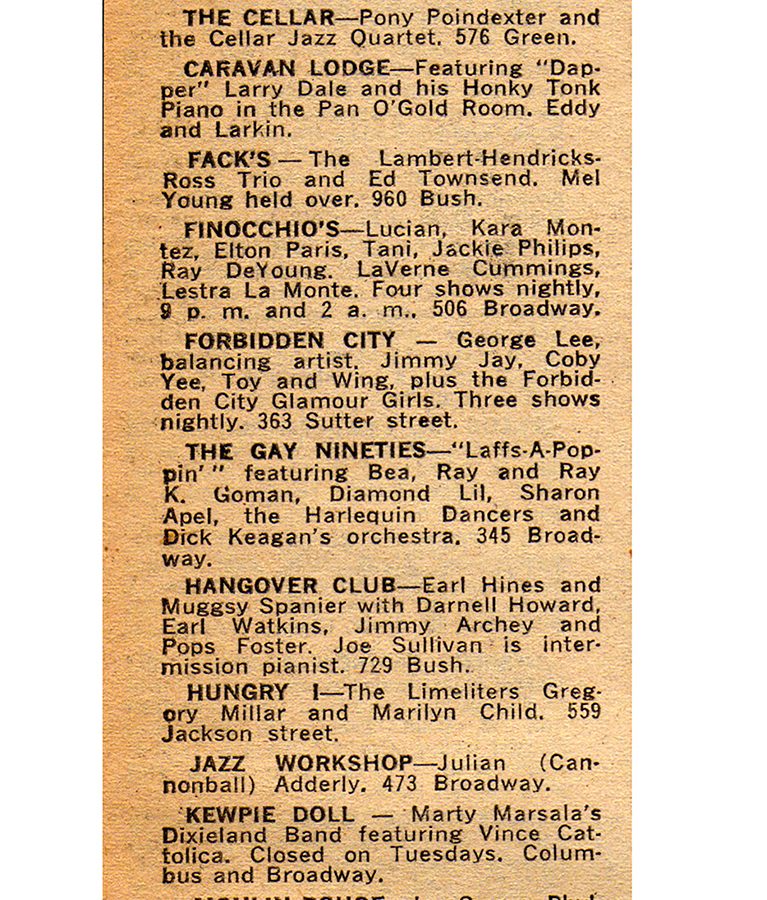 THE CELLAR—Pony Poindexter and
the Cellar Jazz Quartet. 576 Green.
CARAVAN LODGE—Featuring "Dap-
per" Larry Dale and his Honky Tonk
Piano in the Pan O'Gold Room. Eddy
and Larkin.
FACK'S — The Lambert-Hendricks-
Ross Trio and Ed Townsend. Mel
Young held over. 960 Bush.
FINOCCHIO'S—Lucian, Kara Mon-
tez, Elton Paris, Tani, Jackie Philips,
Ray DeYoung. LaVerne Cummings,
Lestra La Monte. Four shows nightly,
9 p. m. and 2 a. m.. 506 Broadway.
FORBIDDEN CITY — George Lee,
balancing artist, Jimmy Jay, Coby
Yee, Toy and Wing, plus the Forbid-
den City Glamour Girls. Three shows
nightly. 363 Sutter street.
THE GAY NINETIES—"Laffs-A-Pop-
pin' " featuring Bea, Ray and Ray
K. Goman, Diamond Lil, Sharon
Apel, the Harlequin Dancers and
Dick Keagan's orchestra. 345 Broad-
way.
HANGOVER CLUB—Earl Hines and
Muggsy Spanier with Darnell Howard,
Earl Watkins, Jimmy Archey and
Pops Foster. Joe Sullivan is inter-
mission pianist. 729 Bush.
HUNGRY I—The Limeliters Greg-
ory Millar and Marilyn Child. 559
Jackson street.
JAZZ WORKSHOP—Julian (Can-
nonball) Adderly. 473 Broadway.
KEWPIE DOLL — Marty Marsala's
Dixieland Band featuring Vince Cat-
tolica. Closed on Tuesdays. Colum-
bus and Broadway.